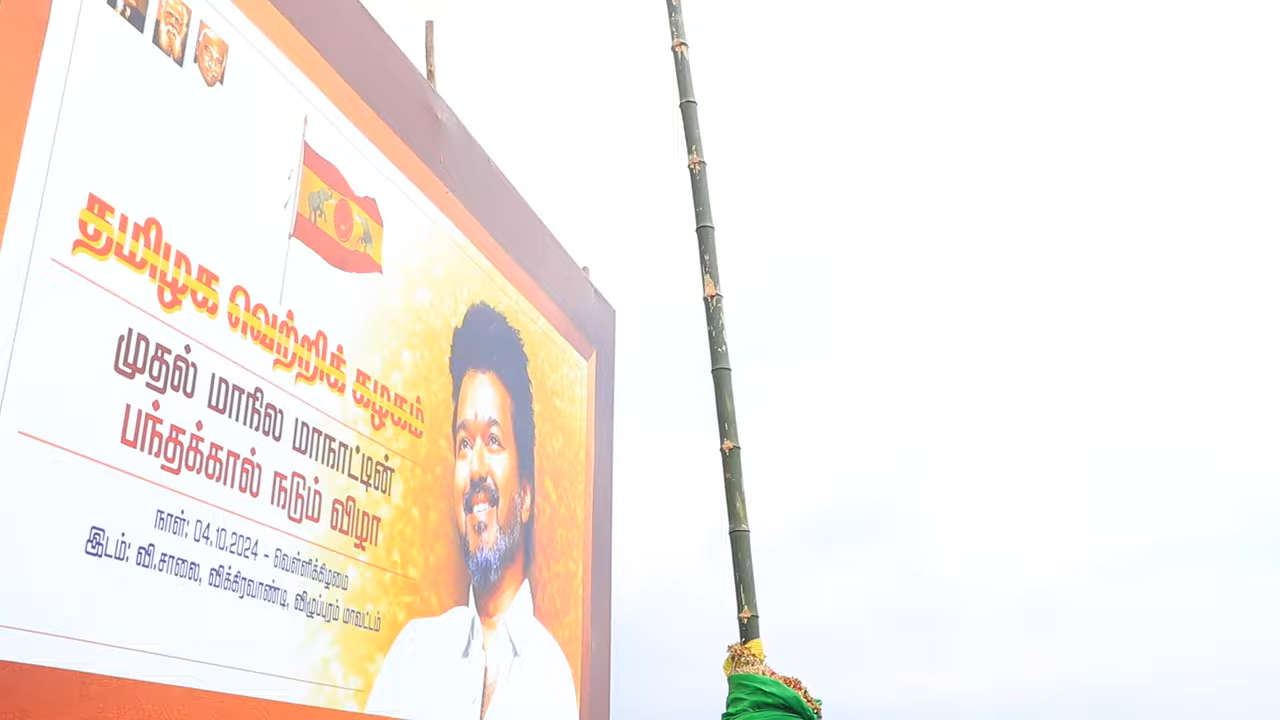 தமிழக வெற்றிக் கழகம்
முதல் மாநில மாநாட்டின்
பந்தக்கால் நடும் விழா
நாள்: 04.10.2024 - வெள்ளிக்கிழமை
இடம்: வி.சாலை, விக்கிரவாண்டி, விழுப்புரம் மாவட்டம்